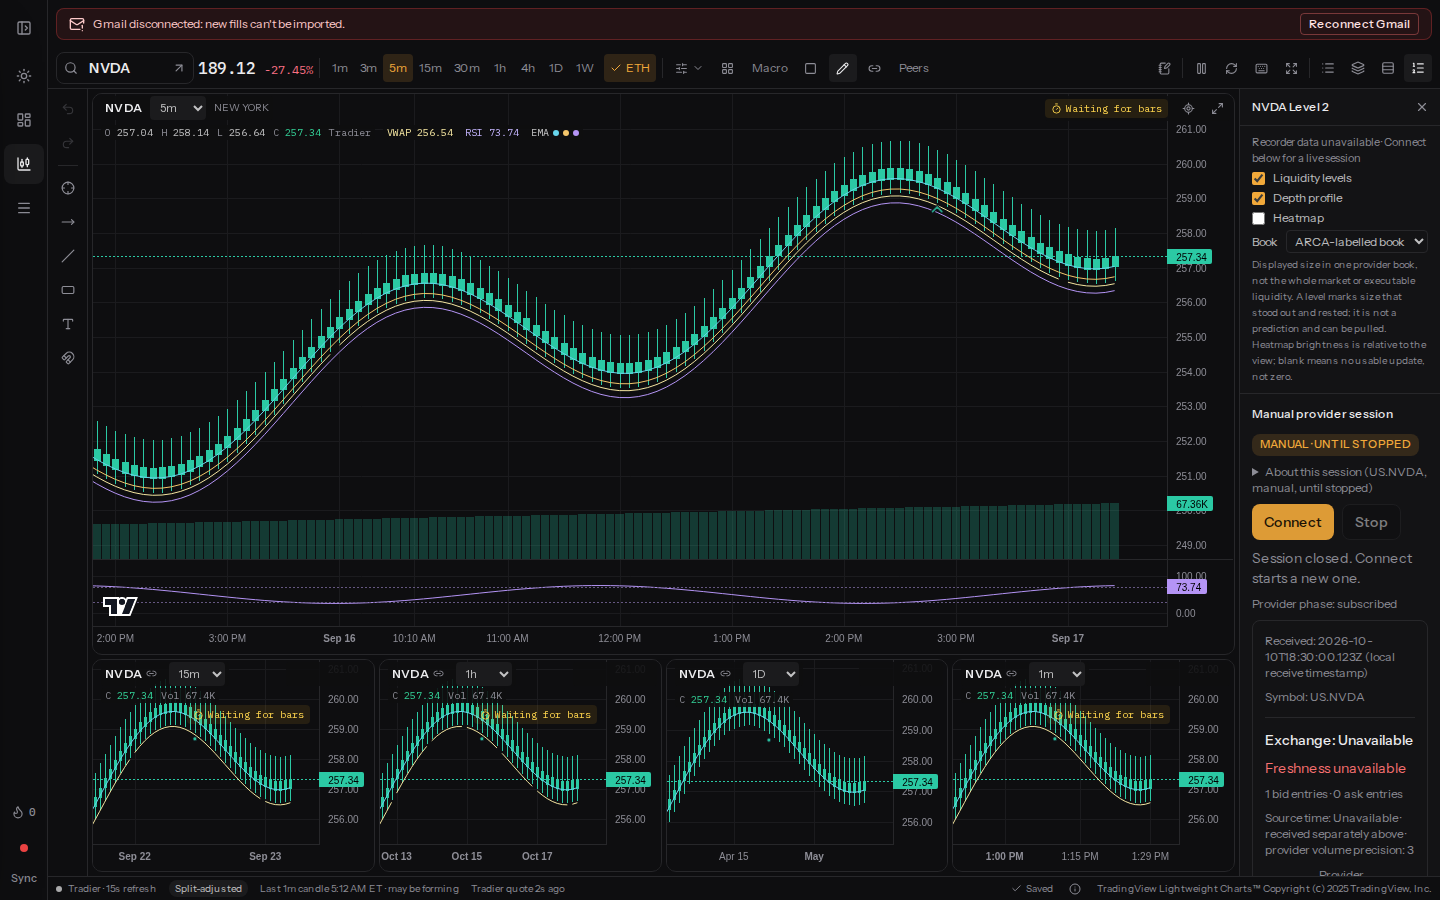 Gmail disconnected: new fills can't be imported.
Reconnect Gmail
NVDA 189.12 -27.45% 1m 3m 5m 15m 30m 1h 4h 1D 1W ETH Macro Peers
NVDA 5m NEW YORK
Waiting for bars
O 257.04 H 258.14 L 256.64 C 257.34 Tradier VWAP 256.54 RSI 73.74 EMA
261.00
260.00
259.00
258.00
257.34
257.00
256.00
255.00
254.00
253.00
252.00
251.00
67.36K
249.00
100.00
73.74
0.00
2:00 PM 3:00 PM Sep 16 10:10 AM 11:00 AM 12:00 PM 1:00 PM 2:00 PM 3:00 PM Sep 17
NVDA 15m
C 257.34 Vol 67.4K
Waiting for bars
261.00
260.00
259.00
258.00
257.34
257.00
256.00
Sep 22 Sep 23
NVDA 1h
C 257.34 Vol 67.4K
Waiting for bars
261.00
260.00
259.00
258.00
257.34
257.00
256.00
Oct 13 Oct 15 Oct 17
NVDA 1D
C 257.34 Vol 67.4K
261.00
260.00
259.00
258.00
257.34
257.00
256.00
Apr 15 May
NVDA 1m
C 257.34 Vol 67.4K
Waiting for bars
261.00
260.00
259.00
258.00
257.34
257.00
256.00
1:00 PM 1:15 PM 1:29 PM
NVDA Level 2
Recorder data unavailable · Connect
below for a live session
Liquidity levels
Depth profile
Heatmap
Book ARCA-labelled book
Displayed size in one provider book,
not the whole market or executable
liquidity. A level marks size that
stood out and rested; it is not a
prediction and can be pulled.
Heatmap brightness is relative to the
view; blank means no usable update,
not zero.
Manual provider session
MANUAL · UNTIL STOPPED
About this session (US.NVDA,
manual, until stopped)
Connect Stop
Session closed. Connect
starts a new one.
Provider phase: subscribed
Received: 2026-10-
10T18:30:00.123Z (local
receive timestamp)
Symbol: US.NVDA
Exchange: Unavailable
Freshness unavailable
1 bid entries · 0 ask entries
Source time: Unavailable ·
received separately above ·
provider volume precision: 3
Provider
0
Sync
Tradier · 15s refresh Split-adjusted Last 1m candle 5:12 AM ET · may be forming Tradier quote 2s ago
Saved
TradingView Lightweight Charts™ Copyright (c) 2025 TradingView, Inc.